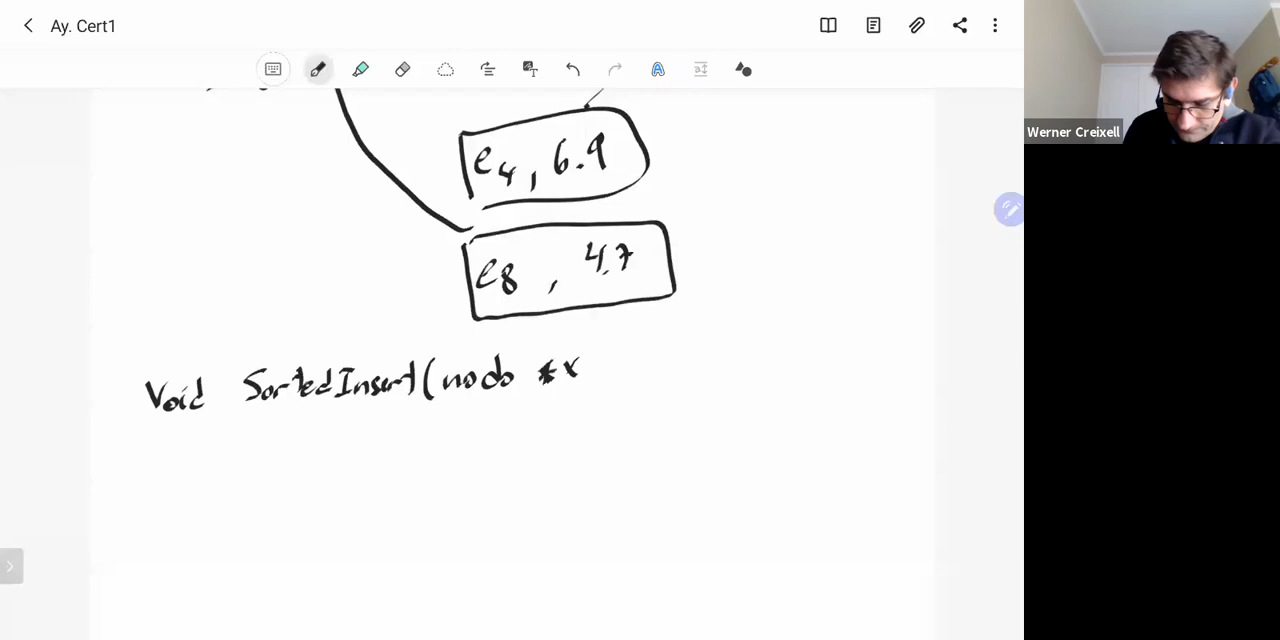 Ay. Cert1
Werner Creixell
e4, 6.9
e8, 4.7
Void SortedInsert(nodo *x